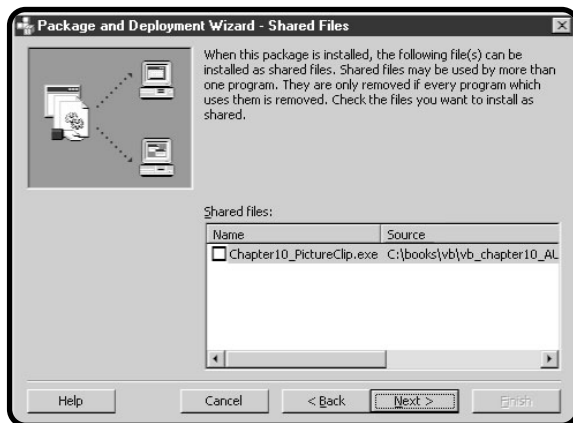 Package and Deployment Wizard - Shared Files
When this package is installed, the following file(s) can be
installed as shared files. Shared files may be used by more than
one program. They are only removed if every program which
uses them is removed. Check the files you want to install as
shared.
Shared files:
Name Source
Chapter10_PictureClip.exe C:\books\vb\vb_chapter10_AL
Help Cancel < Back Next > Finish